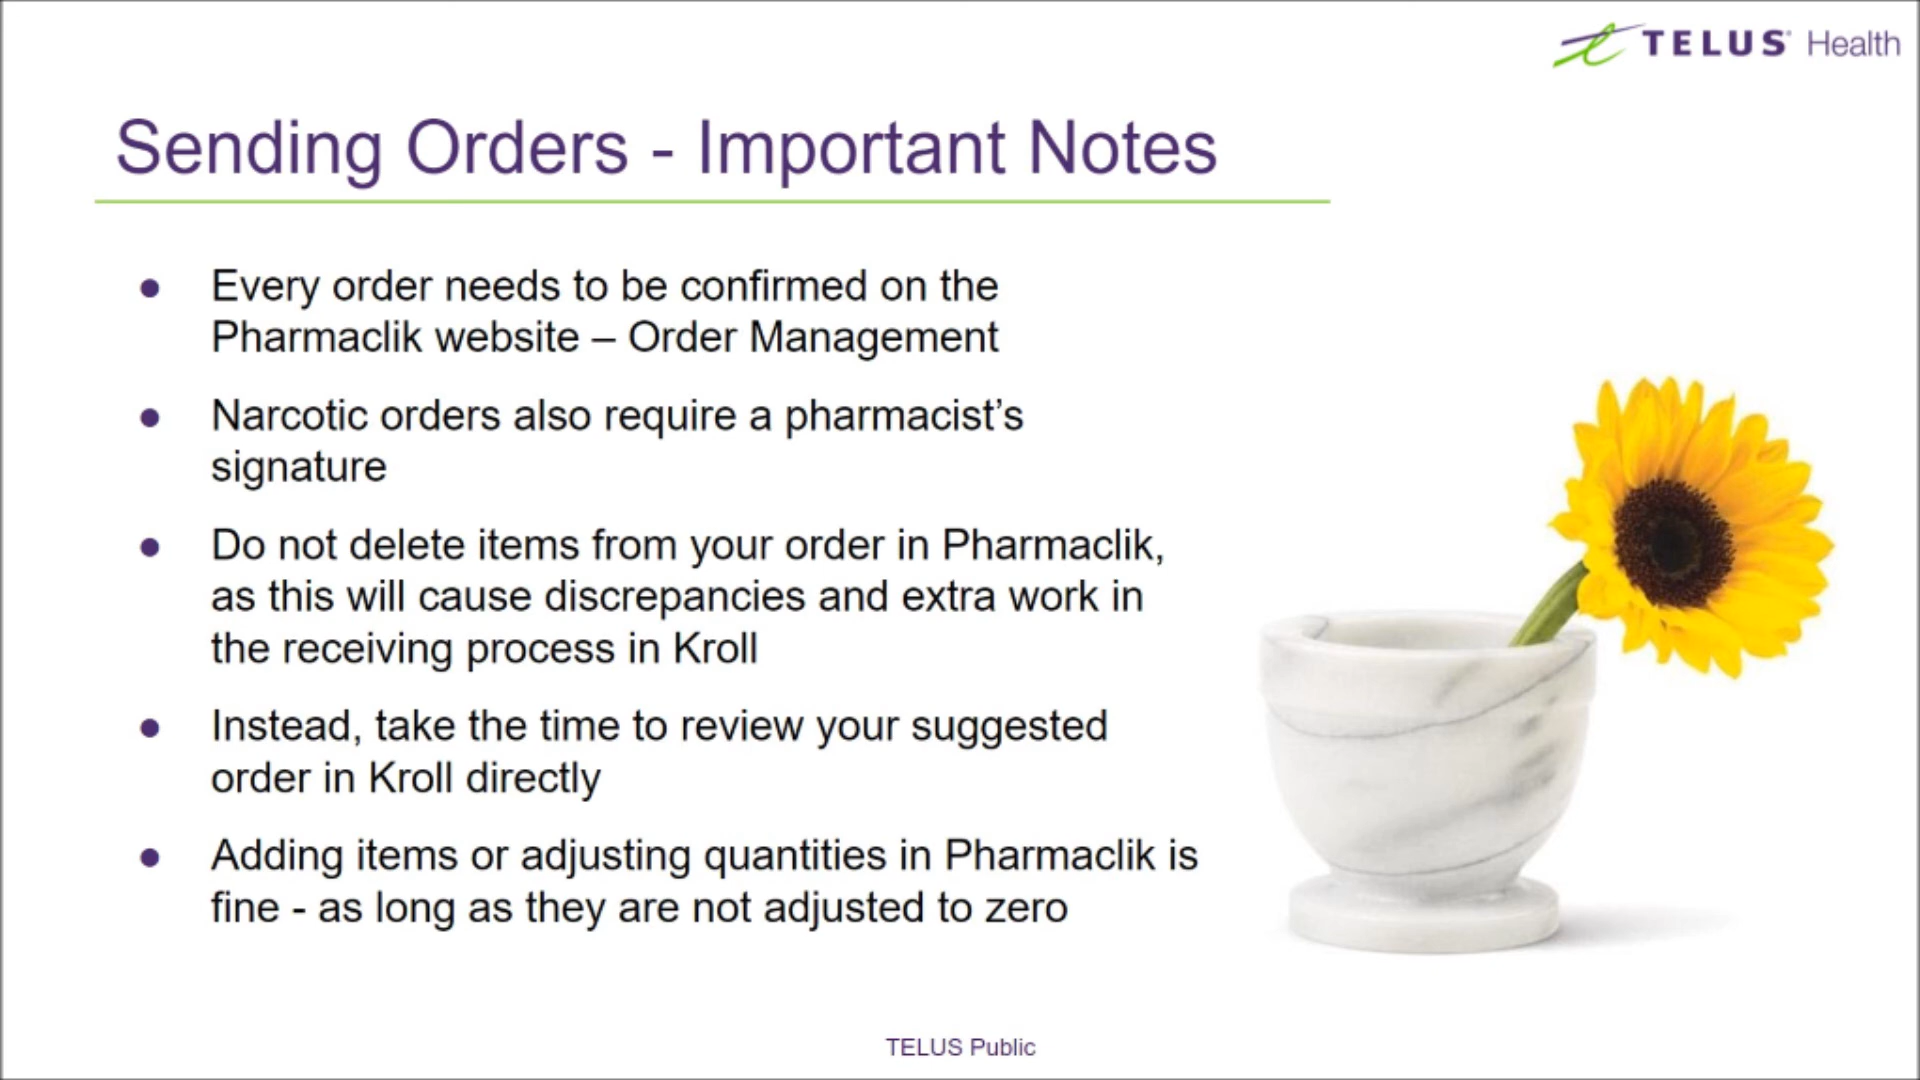 TELUS Health
Sending Orders - Important Notes
● Every order needs to be confirmed on the
Pharmaclik website – Order Management
● Narcotic orders also require a pharmacist’s
signature
● Do not delete items from your order in Pharmaclik,
as this will cause discrepancies and extra work in
the receiving process in Kroll
● Instead, take the time to review your suggested
order in Kroll directly
● Adding items or adjusting quantities in Pharmaclik is
fine - as long as they are not adjusted to zero
TELUS Public